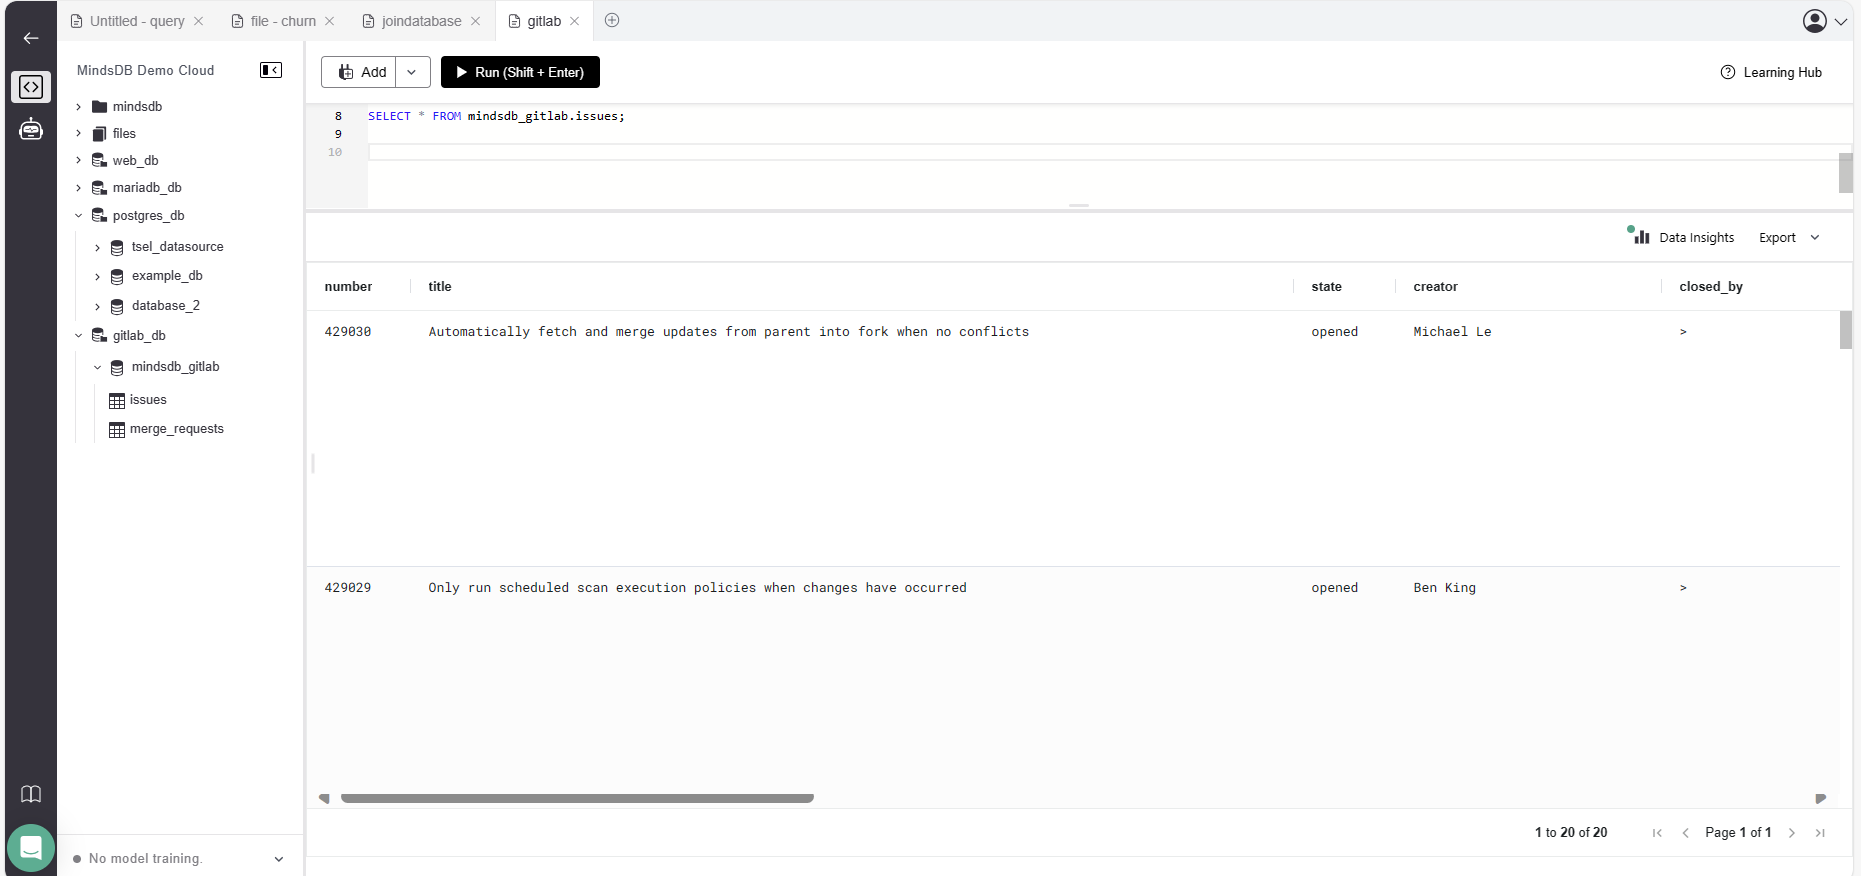 Untitled - query
file - churn
joindatabase
gitlab
MindsDB Demo Cloud
mindsdb
files
web_db
mariadb_db
postgres_db
tsel_datasource
example_db
database_2
gitlab_db
mindsdb_gitlab
issues
merge_requests
No model training.
Add
Run (Shift + Enter)
Learning Hub
8 SELECT * FROM mindsdb_gitlab.issues;
9
10
Data Insights
Export
number title state creator closed_by
429030 Automatically fetch and merge updates from parent into fork when no conflicts opened Michael Le >
429029 Only run scheduled scan execution policies when changes have occurred opened Ben King >
1 to 20 of 20
Page 1 of 1